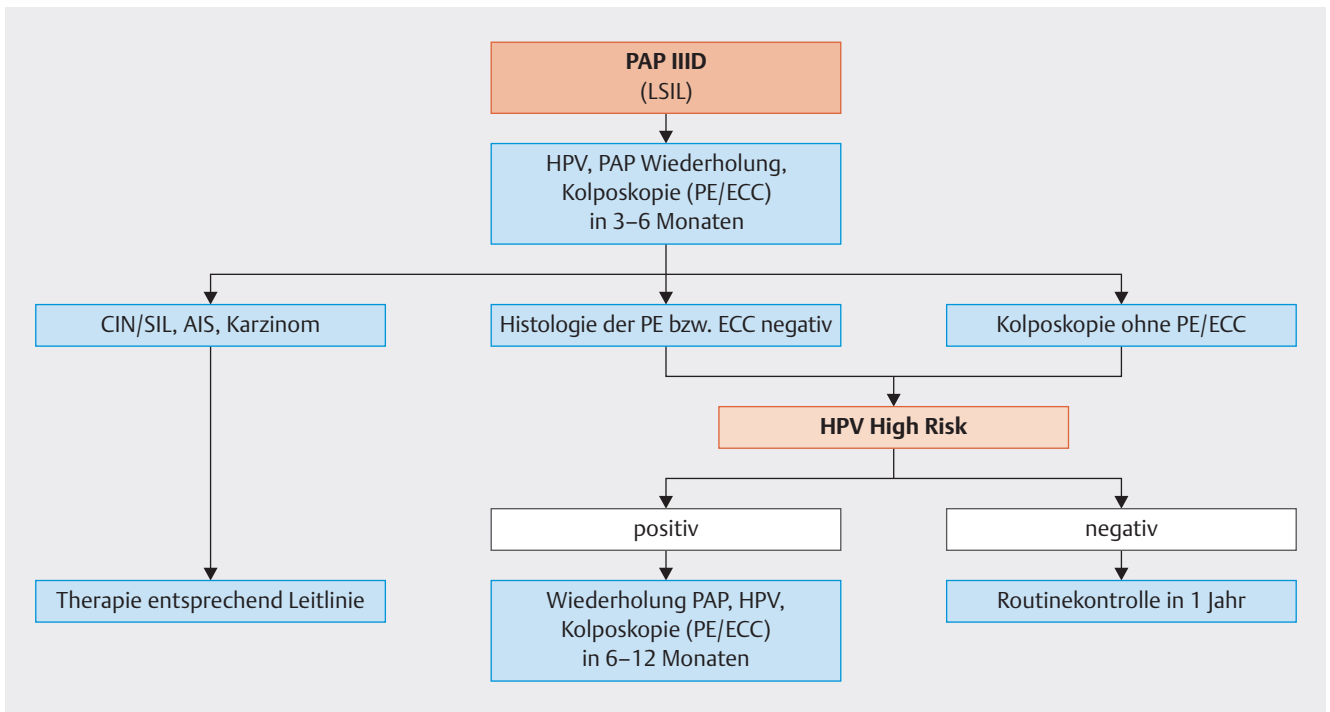 PAP IIID
(LSIL)
HPV, PAP Wiederholung,
Kolposkopie (PE/ECC)
in 3–6 Monaten
CIN/SIL, AIS, Karzinom
Histologie der PE bzw. ECC negativ
Kolposkopie ohne PE/ECC
HPV High Risk
positiv
negativ
Therapie entsprechend Leitlinie
Wiederholung PAP, HPV,
Kolposkopie (PE/ECC)
in 6–12 Monaten
Routinekontrolle in 1 Jahr